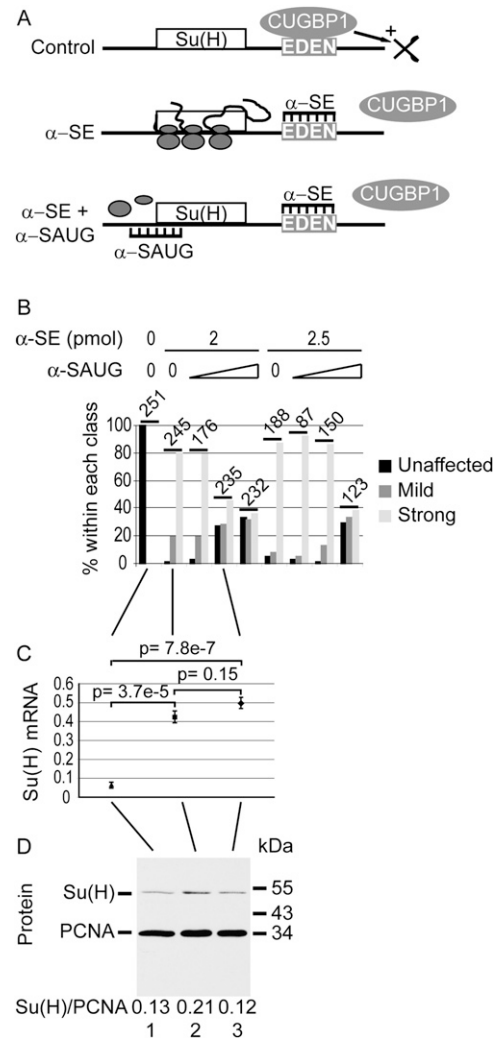 A
CUGBP1
Su(H)
+
Control
EDEN
α–SE
CUGBP1
α–SE
EDEN
α–SE
CUGBP1
Su(H)
α–SE +
α–SAUG
EDEN
α–SAUG
B
α-SE (pmol) 0 2 2.5
α-SAUG 0 0 0
251 245 176 235 232 188 87 150 123
% within each class
100
80
60
40
20
0
Unaffected
Mild
Strong
C
p= 7.8e-7
p= 0.15
p= 3.7e-5
Su(H) mRNA
0.6
0.5
0.4
0.3
0.2
0.1
0
D
kDa
Protein
Su(H)
55
43
PCNA
34
Su(H)/PCNA 0.13 0.21 0.12
1 2 3